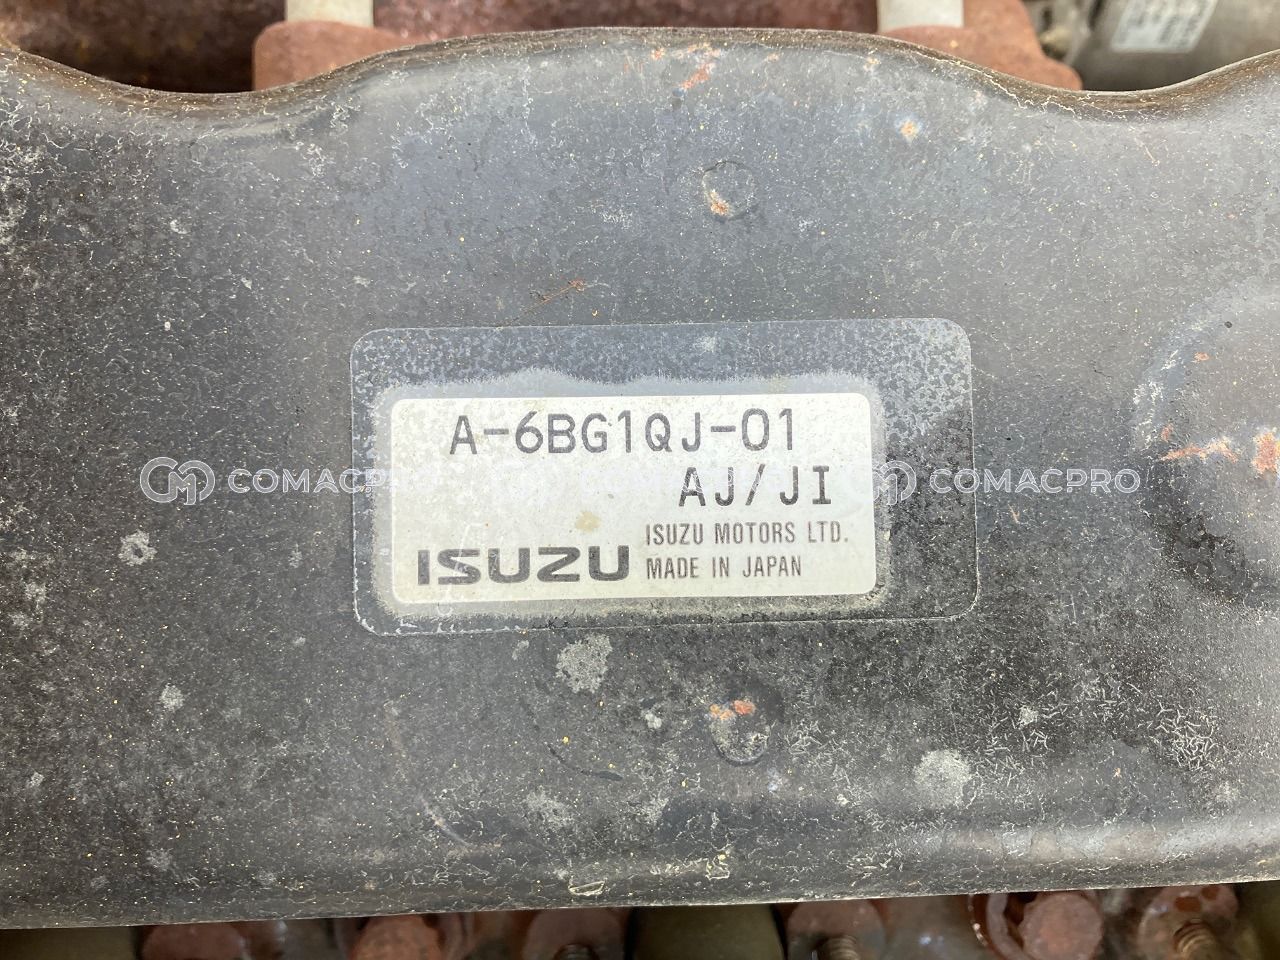 A-6BG1QJ-01
AJ/JI
ISUZU
ISUZU MOTORS LTD.
MADE IN JAPAN
COMACPRO
COMACPRO